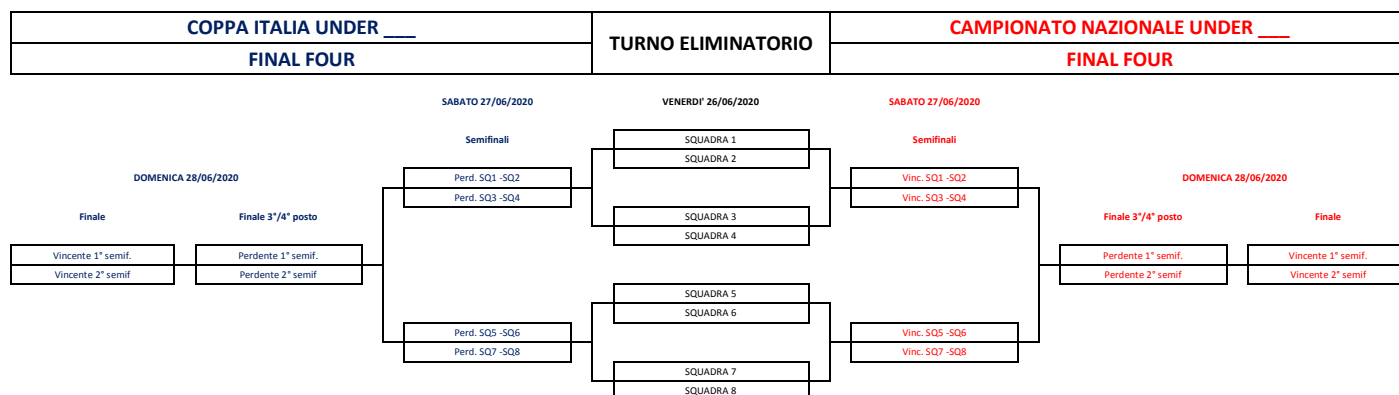 COPPA ITALIA UNDER ___
FINAL FOUR
TURNO ELIMINATORIO
CAMPIONATO NAZIONALE UNDER ___
FINAL FOUR
SABATO 27/06/2020
VENERDI' 26/06/2020
SABATO 27/06/2020
Semifinali
SQUADRA 1
SQUADRA 2
Semifinali
DOMENICA 28/06/2020
Perd. SQ1 -SQ2
Perd. SQ3 -SQ4
Vinc. SQ1 -SQ2
Vinc. SQ3 -SQ4
DOMENICA 28/06/2020
Finale
Finale 3°/4° posto
SQUADRA 3
SQUADRA 4
Finale 3°/4° posto
Finale
Vincente 1° semif.
Vincente 2° semif
Perdente 1° semif.
Perdente 2° semif
Perdente 1° semif.
Perdente 2° semif
Vincente 1° semif.
Vincente 2° semif
SQUADRA 5
SQUADRA 6
Perd. SQ5 -SQ6
Perd. SQ7 -SQ8
Vinc. SQ5 -SQ6
Vinc. SQ7 -SQ8
SQUADRA 7
SQUADRA 8